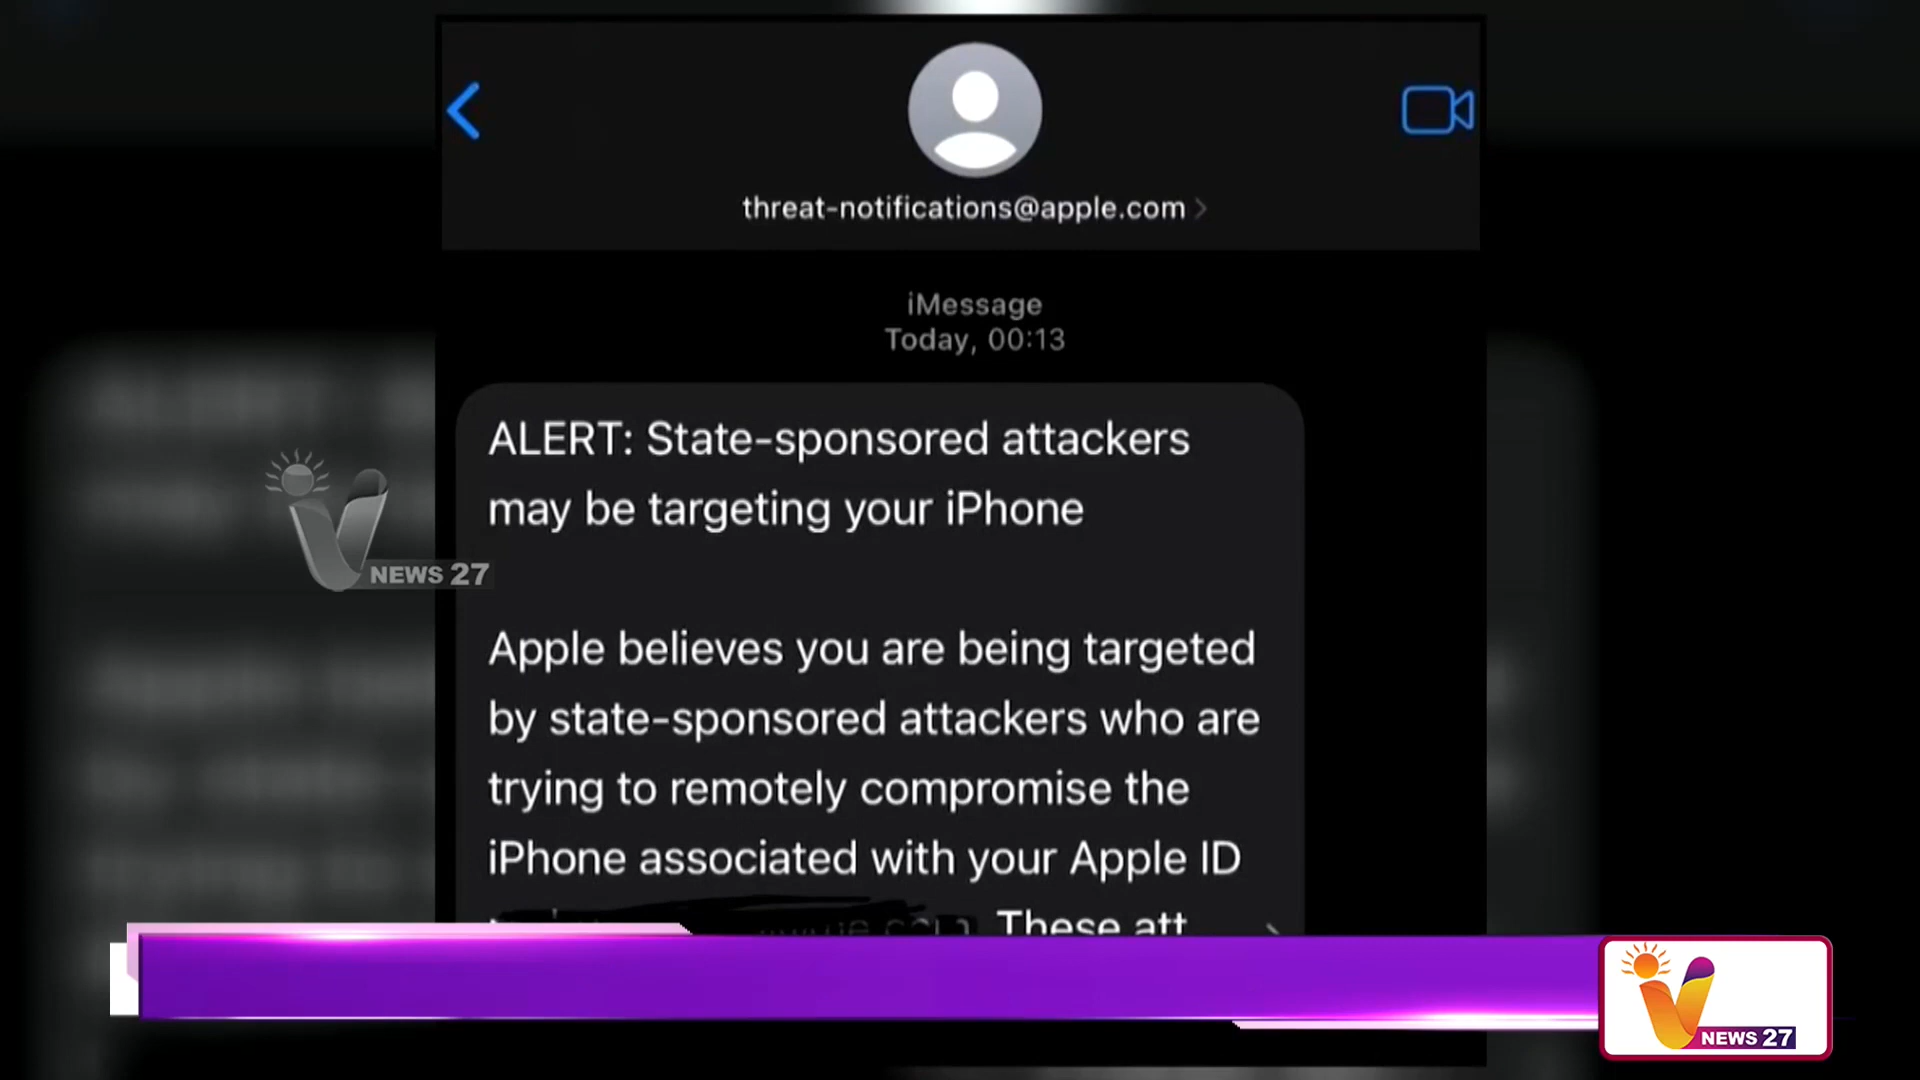 threat-notifications@apple.com
iMessage
Today, 00:13
ALERT: State-sponsored attackers
may be targeting your iPhone
Apple believes you are being targeted
by state-sponsored attackers who are
trying to remotely compromise the
iPhone associated with your Apple ID
These att
NEWS 27
NEWS 27